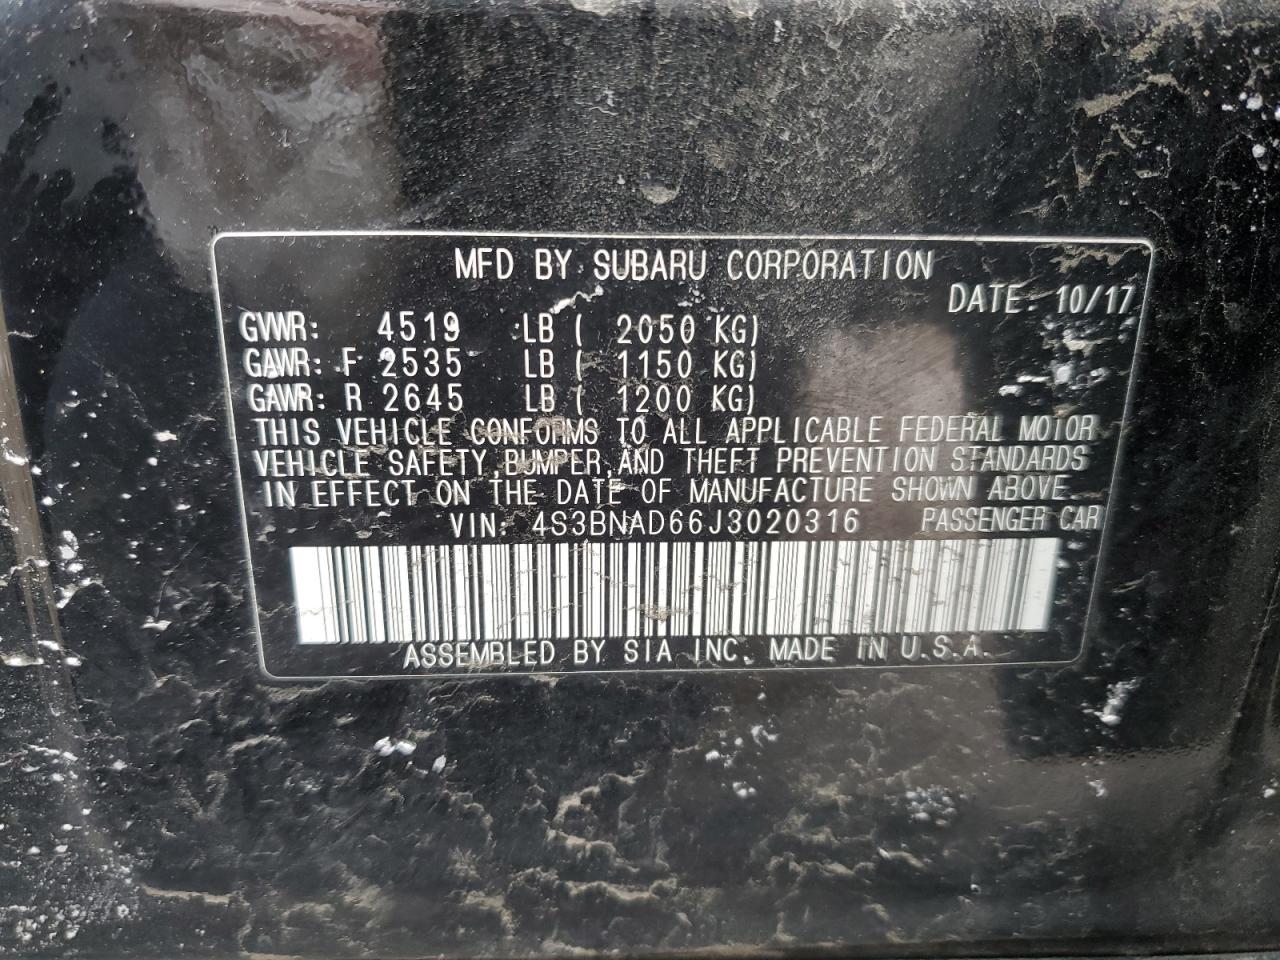 MFD BY SUBARU CORPORATION
DATE: 10/17
GVWR: 4519 LB ( 2050 KG)
GAWR: F 2535 LB ( 1150 KG)
GAWR: R 2645 LB ( 1200 KG)
THIS VEHICLE CONFORMS TO ALL APPLICABLE FEDERAL MOTOR
VEHICLE SAFETY BUMPER, AND THEFT PREVENTION STANDARDS
IN EFFECT ON THE DATE OF MANUFACTURE SHOWN ABOVE.
VIN: 4S3BNAD66J3020316 PASSENGER CAR
ASSEMBLED BY SIA INC. MADE IN U.S.A.